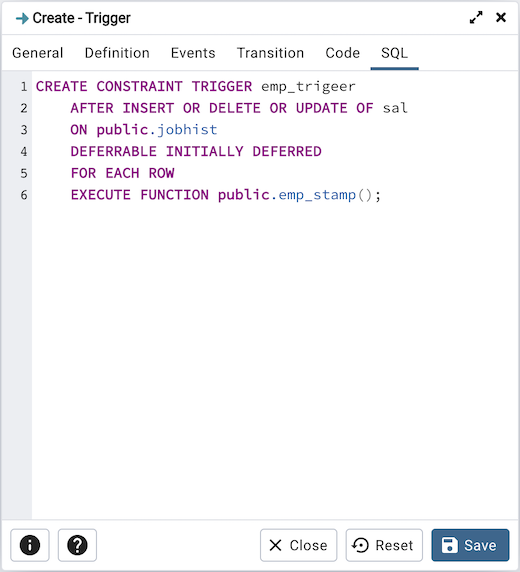 Create - Trigger
General Definition Events Transition Code SQL
1 CREATE CONSTRAINT TRIGGER emp_trigeer
2 AFTER INSERT OR DELETE OR UPDATE OF sal
3 ON public.jobhist
4 DEFERRABLE INITIALLY DEFERRED
5 FOR EACH ROW
6 EXECUTE FUNCTION public.emp_stamp();
Close Reset Save